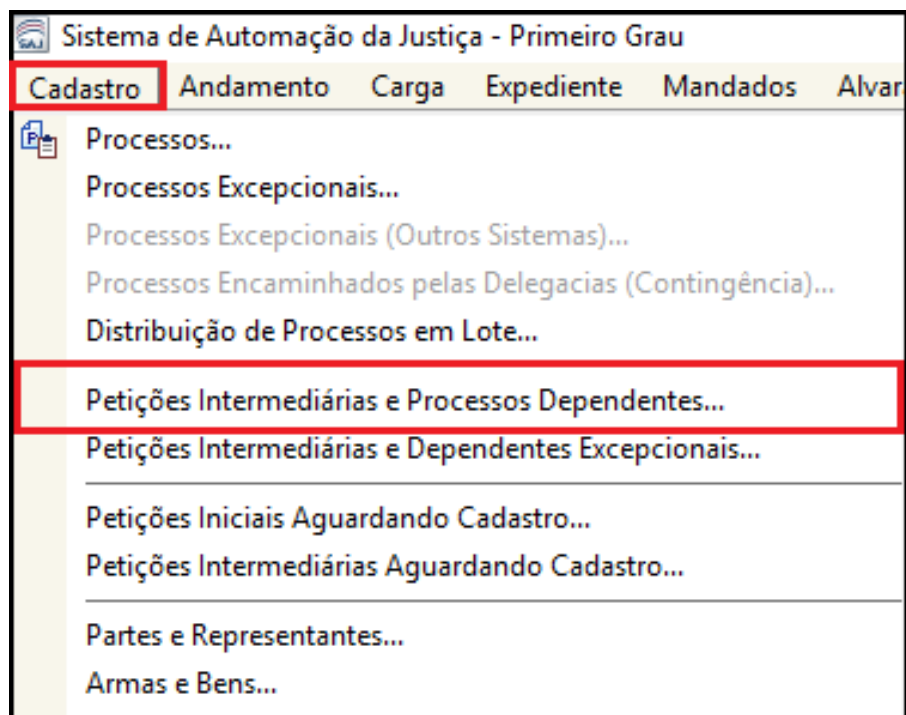 Sistema de Automação da Justiça - Primeiro Grau
Cadastro Andamento Carga Expediente Mandados Alvar
Processos...
Processos Excepcionais...
Processos Excepcionais (Outros Sistemas)...
Processos Encaminhados pelas Delegacias (Contingência)...
Distribuição de Processos em Lote...
Petições Intermediárias e Processos Dependentes...
Petições Intermediárias e Dependentes Excepcionais...
Petições Iniciais Aguardando Cadastro...
Petições Intermediárias Aguardando Cadastro...
Partes e Representantes...
Armas e Bens...